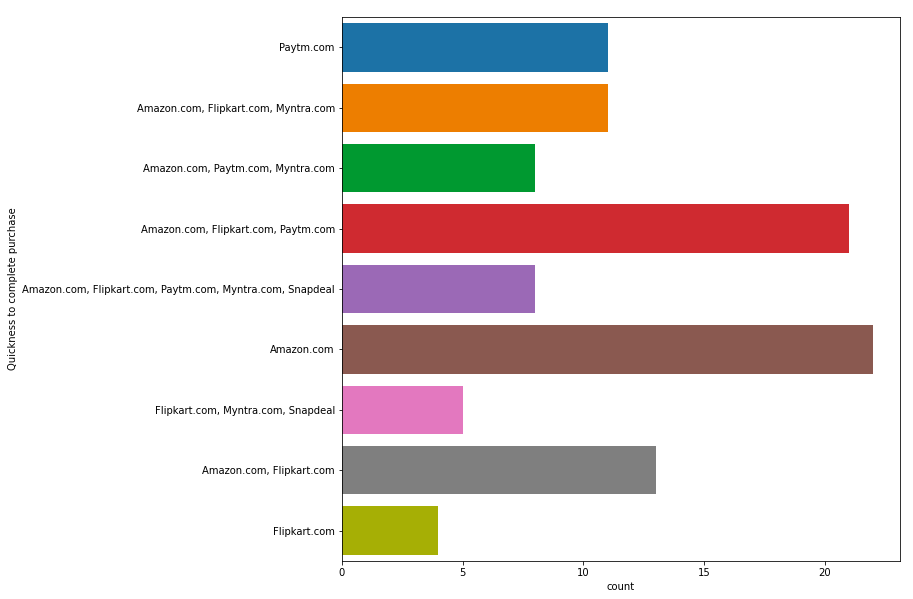 Paytm.com
Amazon.com, Flipkart.com, Myntra.com
Amazon.com, Paytm.com, Myntra.com
Amazon.com, Flipkart.com, Paytm.com
Amazon.com, Flipkart.com, Paytm.com, Myntra.com, Snapdeal
Amazon.com
Flipkart.com, Myntra.com, Snapdeal
Amazon.com, Flipkart.com
Flipkart.com
Quickness to complete purchase
0 5 10 15 20
count